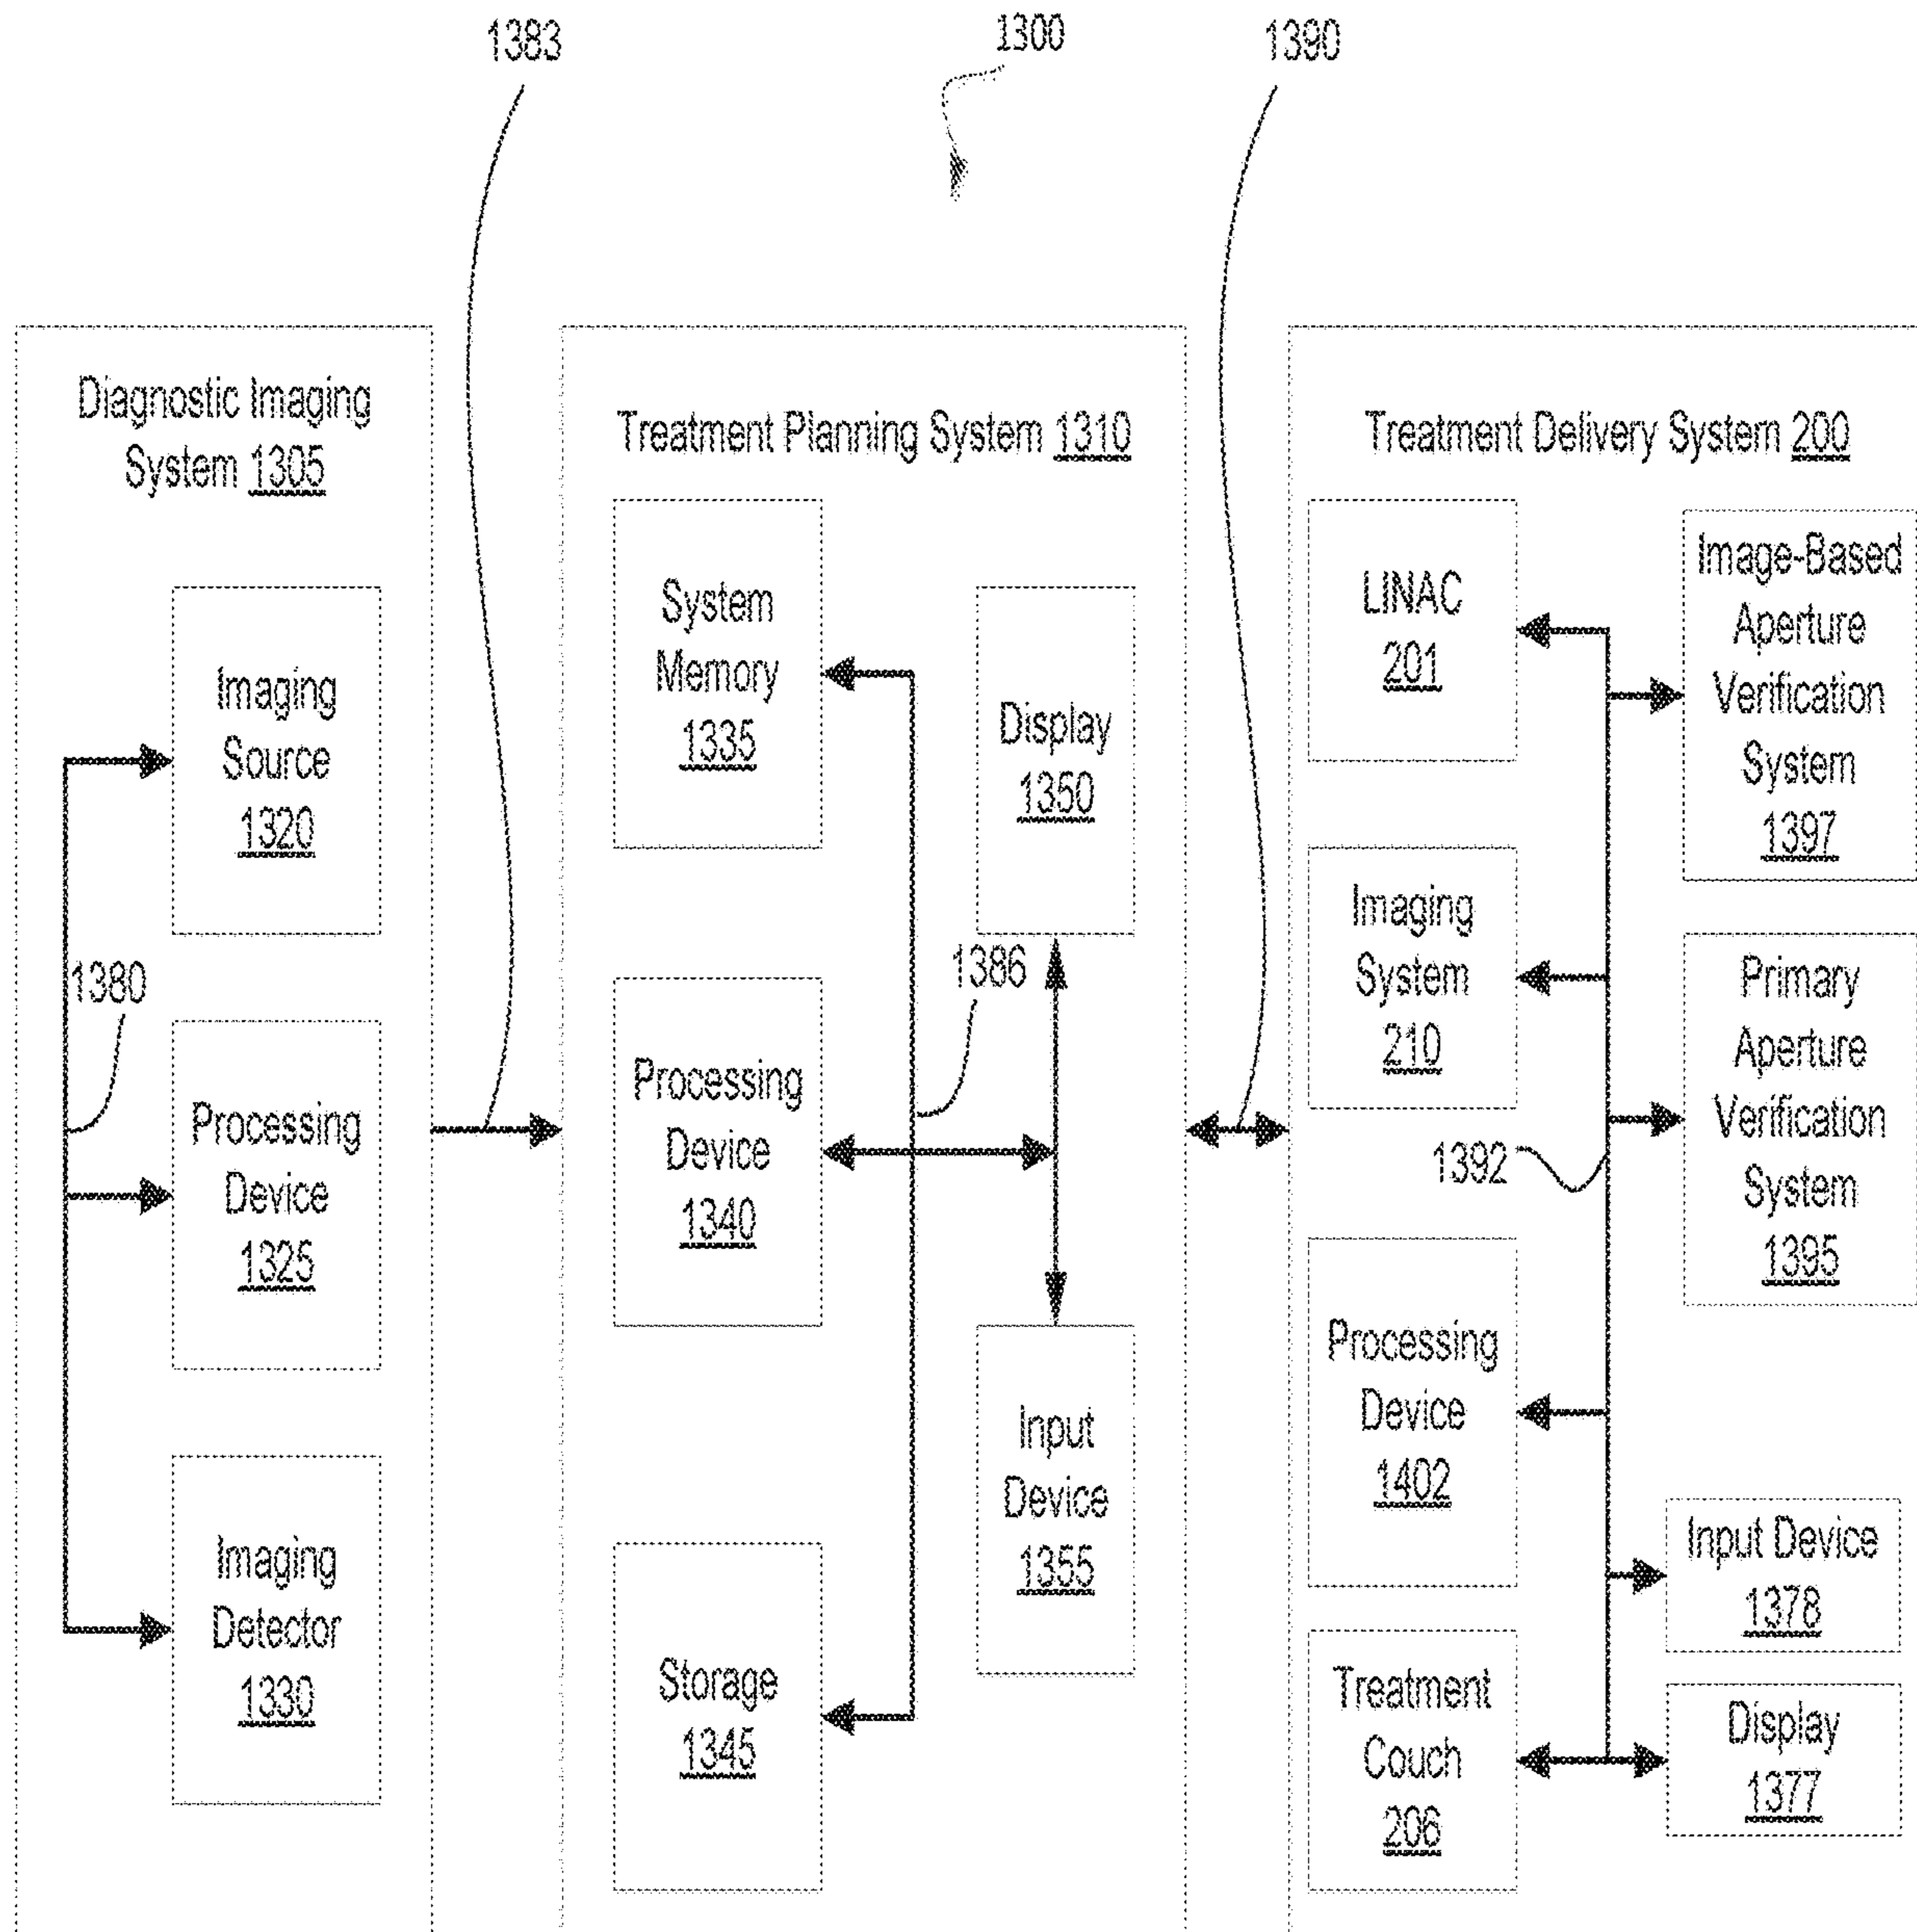 1383
1300
1390
Diagnostic Imaging
System 1305
Imaging
Source
1320
1380
Processing
Device
1325
Imaging
Detector
1330
Treatment Planning System 1310
System
Memory
1335
Display
1350
Processing
Device
1340
1386
Input
Device
1355
Storage
1345
Treatment Delivery System 200
LINAC
201
Image-Based
Aperture
Verification
System
1397
Imaging
System
210
Primary
Aperture
Verification
System
1395
1392
Processing
Device
1402
Input Device
1378
Treatment
Couch
206
Display
1377